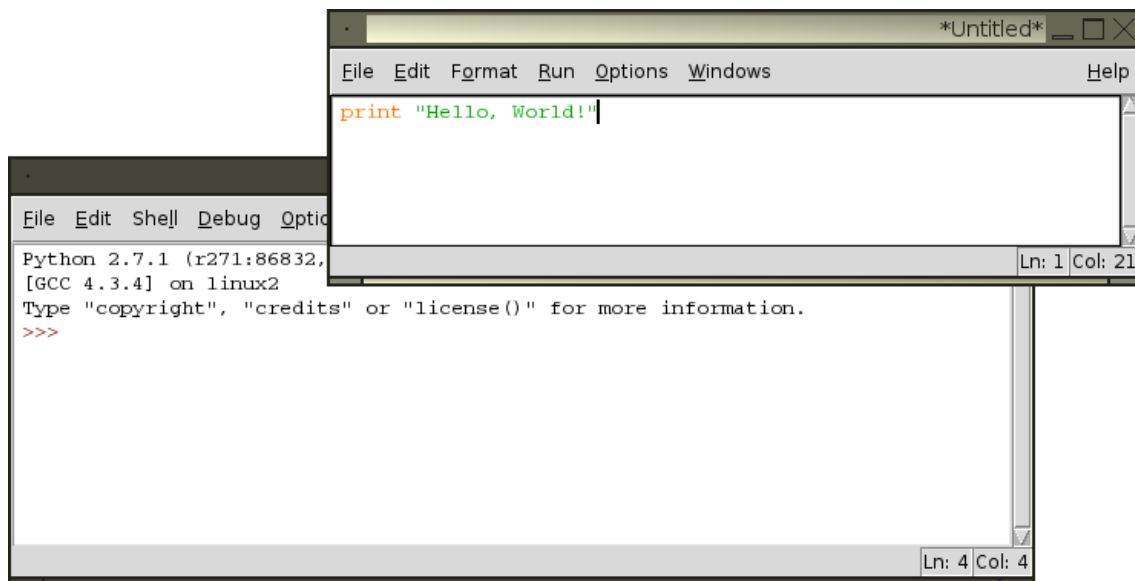 *Untitled*
File Edit Format Run Options Windows Help
print "Hello, World!"
Ln: 1 Col: 21
File Edit Shell Debug
Python 2.7.1 (r271:86832,
[GCC 4.3.4] on linux2
Type "copyright", "credits" or "license()" for more information.
>>>
Ln: 4 Col: 4